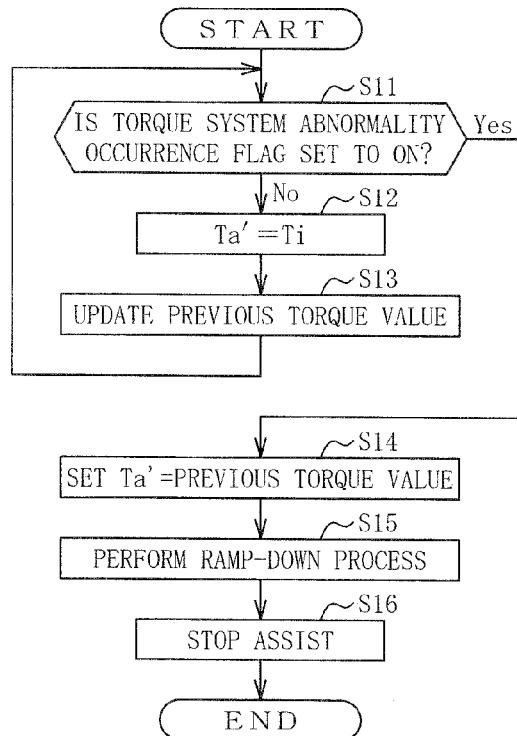 START
S11
IS TORQUE SYSTEM ABNORMALITY
OCCURRENCE FLAG SET TO ON?
Yes
No
S12
Ta'=Ti
S13
UPDATE PREVIOUS TORQUE VALUE
S14
SET Ta'=PREVIOUS TORQUE VALUE
S15
PERFORM RAMP-DOWN PROCESS
S16
STOP ASSIST
END